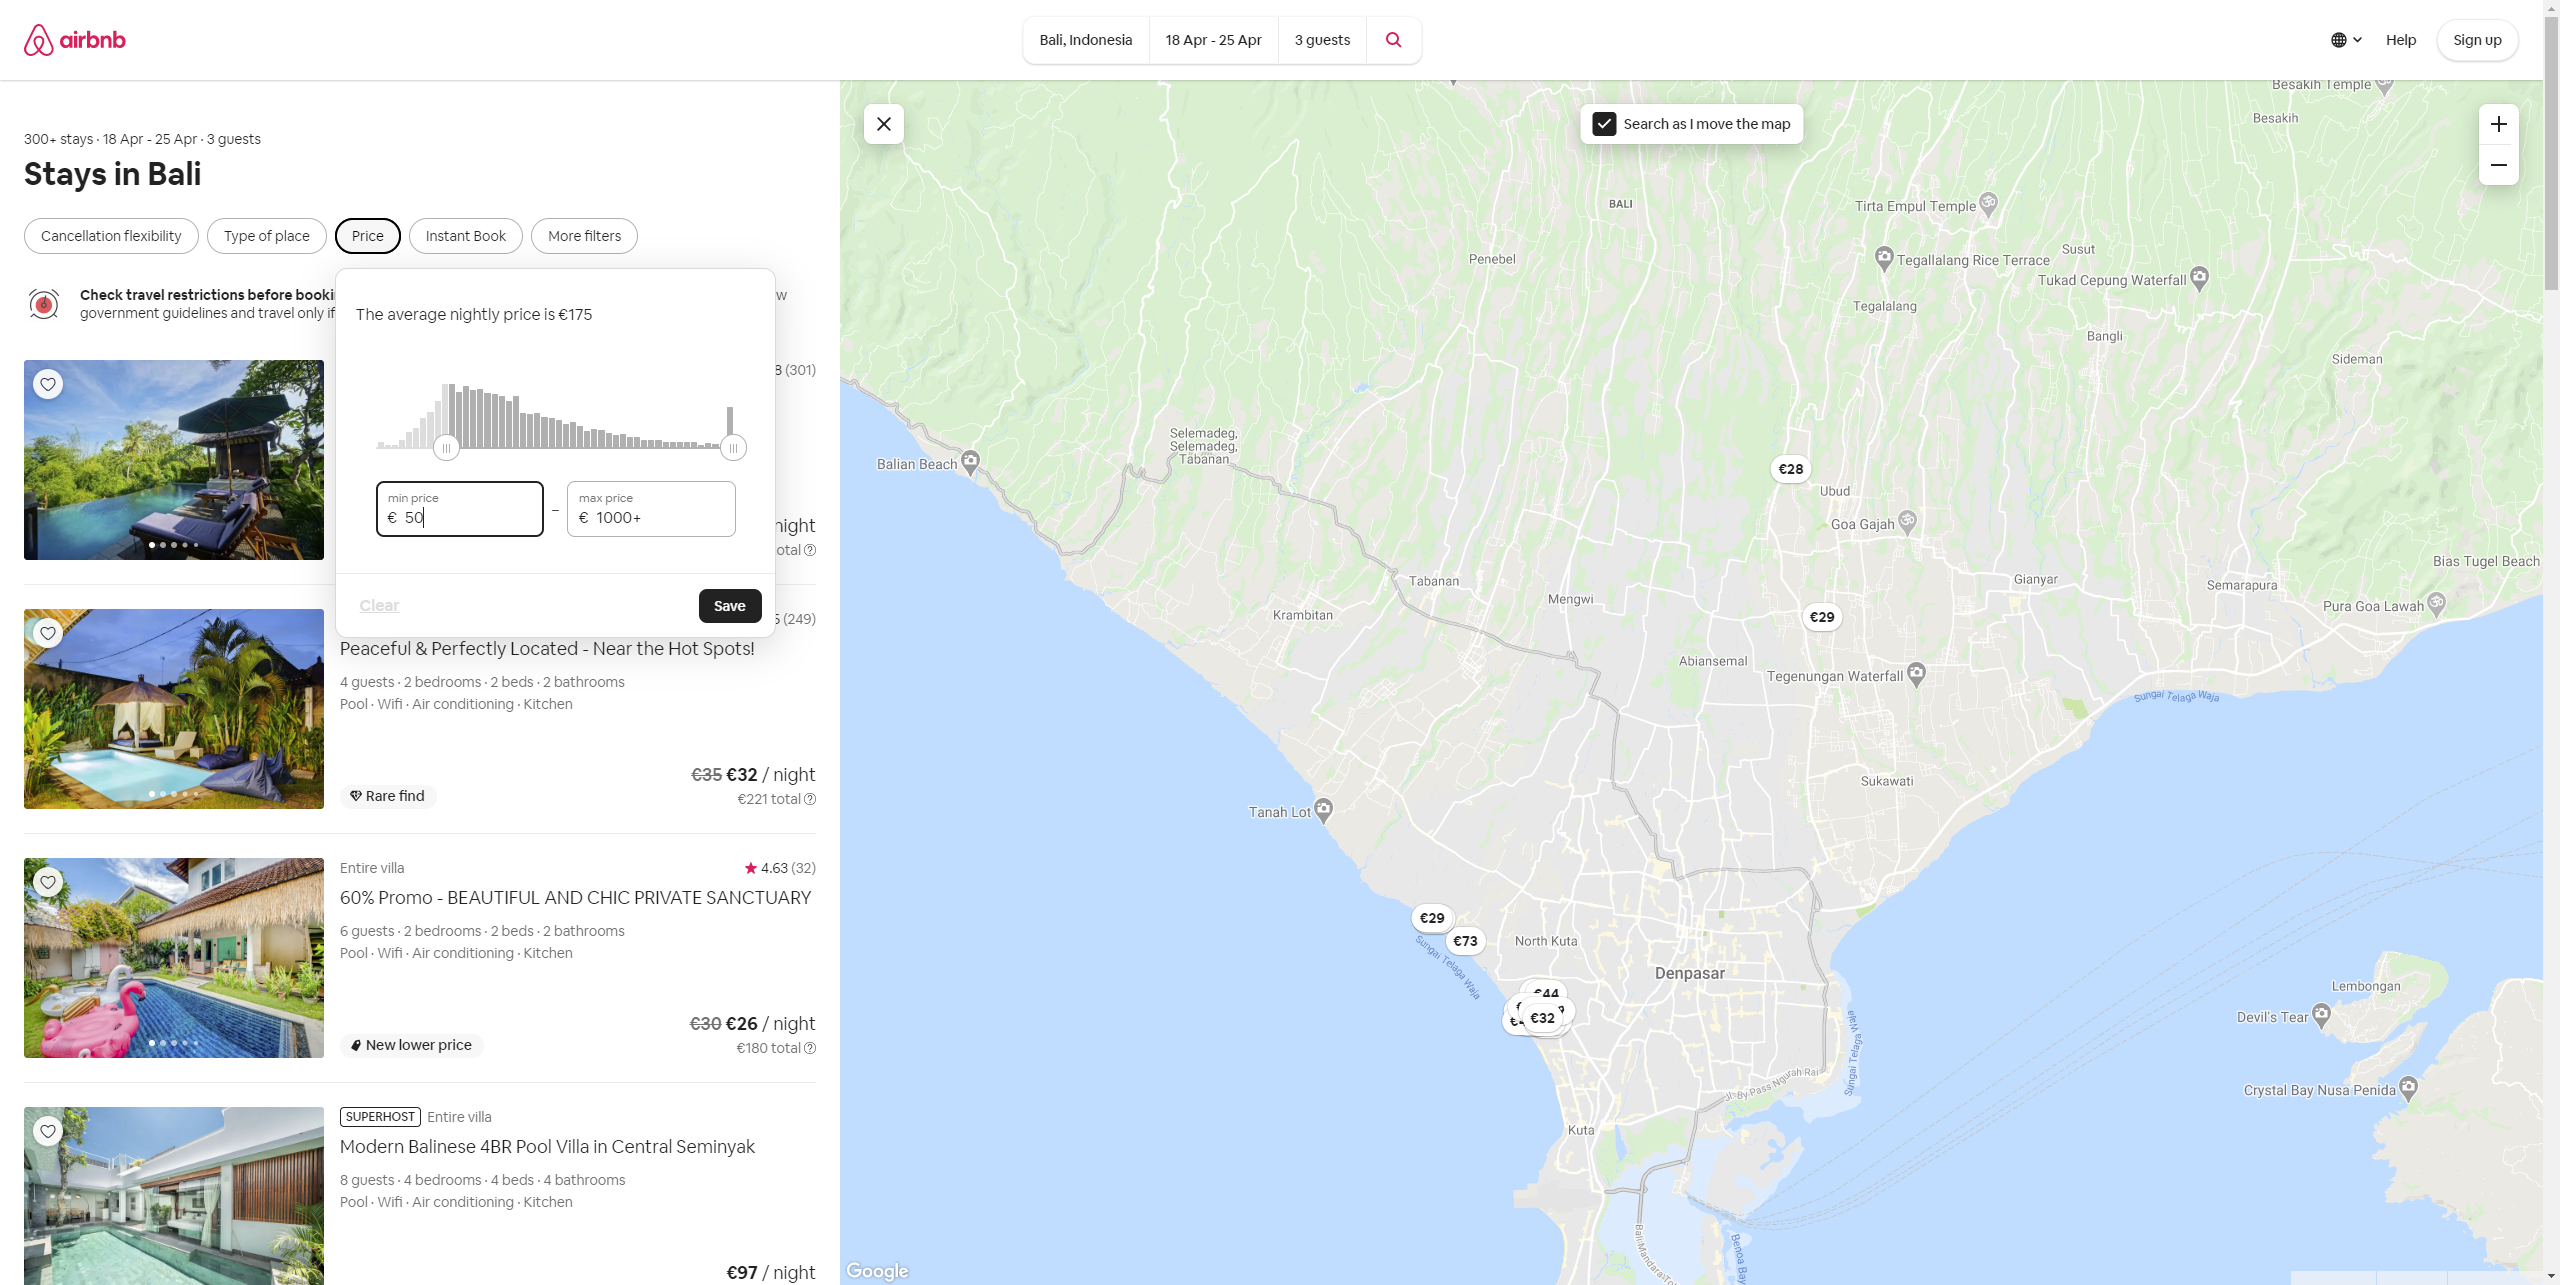 airbnb
Bali, Indonesia
18 Apr - 25 Apr
3 guests
Help
Sign up
300+ stays · 18 Apr - 25 Apr · 3 guests
Stays in Bali
Cancellation flexibility
Type of place
Price
Instant Book
More filters
Check travel restrictions before
government guidelines and travel only if
The average nightly price is €175
8 (301)
min price
€ 50
–
max price
€ 1000+
night
Clear
Save
(249)
Peaceful & Perfectly Located - Near the Hot Spots!
4 guests · 2 bedrooms · 2 beds · 2 bathrooms
Pool · Wifi · Air conditioning · Kitchen
Rare find
€35 €32 / night
€221 total
Entire villa
4.63 (32)
60% Promo - BEAUTIFUL AND CHIC PRIVATE SANCTUARY
6 guests · 2 bedrooms · 2 beds · 2 bathrooms
Pool · Wifi · Air conditioning · Kitchen
New lower price
€30 €26 / night
€180 total
SUPERHOST Entire villa
Modern Balinese 4BR Pool Villa in Central Seminyak
8 guests · 4 bedrooms · 4 beds · 4 bathrooms
Pool · Wifi · Air conditioning · Kitchen
€97 / night
Search as I move the map
Besakih Temple
Besakih
BALI
Tirta Empul Temple
Penebel
Tegallalang Rice Terrace
Susut
Tukad Cepung Waterfall
Tegalalang
Bangli
Sideman
Selemadeg,
Selemadeg,
Tabanan
Balian Beach
€28
Ubud
Goa Gajah
Bias Tugel Beach
Tabanan
Gianyar
Semarapura
Mengwi
Krambitan
€29
Pura Goa Lawah
Abiansemal
Tegenungan Waterfall
Sungai Telaga Waja
Sukawati
Tanah Lot
€29
€73
North Kuta
Sungai Telaga Waja
Denpasar
€44
€32
Lembongan
Devil's Tear
Sungai Telaga Waja
Jl. By Pass Ngurah Rai
Crystal Bay Nusa Penida
Kuta
Google